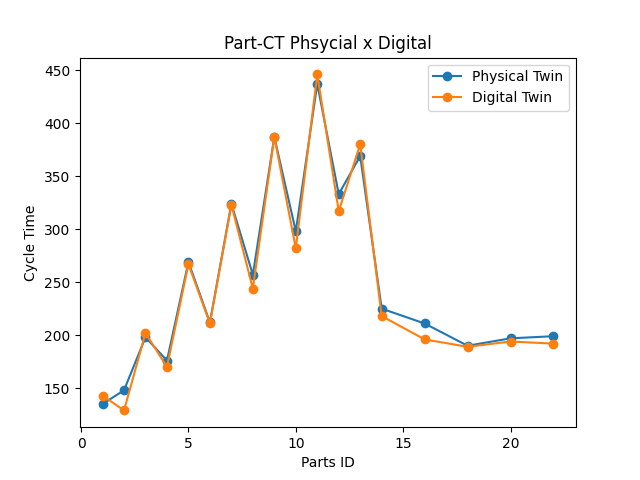 Part-CT Phsycial x Digital
Physical Twin
Digital Twin
Cycle Time
450
400
350
300
250
200
150
0 5 10 15 20
Parts ID